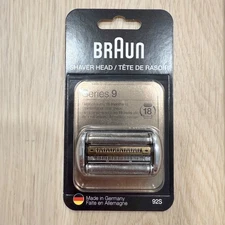 BRAUN
SHAVER HEAD / TÊTE DE RASOIR
Series 9
18
Made in Germany
Faite en Allemagne
92S